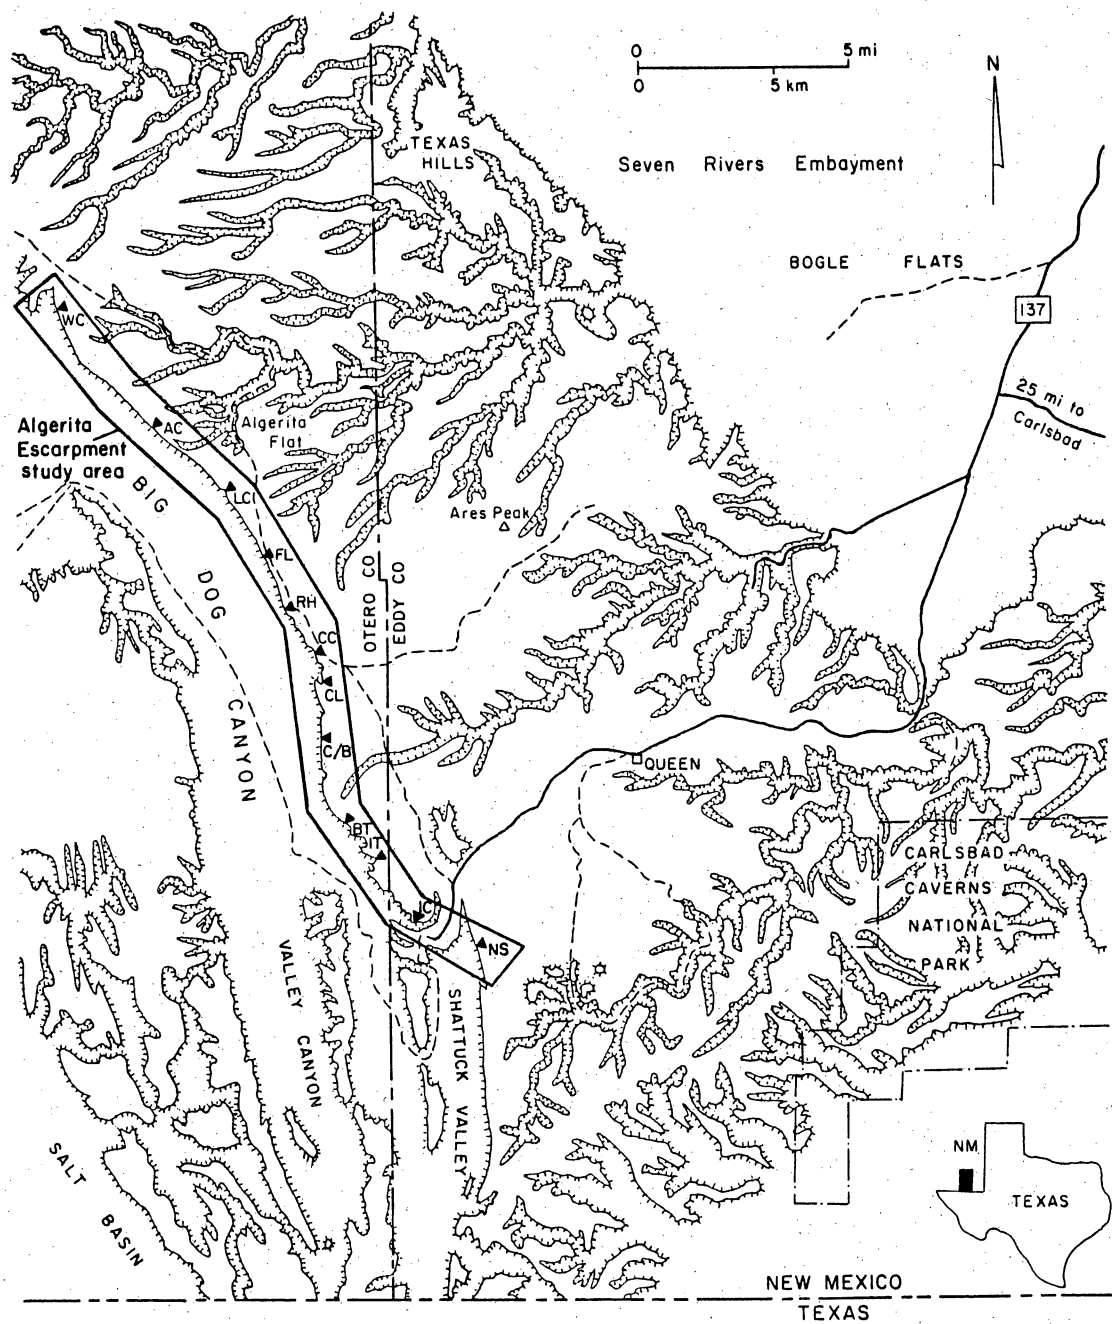 0 5 mi
0 5 km
N
TEXAS
HILLS
Seven Rivers Embayment
BOGLE FLATS
137
25 mi to
Carlsbad
WC
AC
Algerita
Flat
Algerita
Escarpment
study area
BIG
DOG
CANYON
LCI
FL
RH
CC
CL
C/B
BT
IT
IC
NS
Ares Peak
OTERO CO
EDDY CO
QUEEN
CARLSBAD
CAVERNS
NATIONAL
PARK
VALLEY
CANYON
SHATTUCK VALLEY
SALT
BASIN
NM
TEXAS
NEW MEXICO
TEXAS